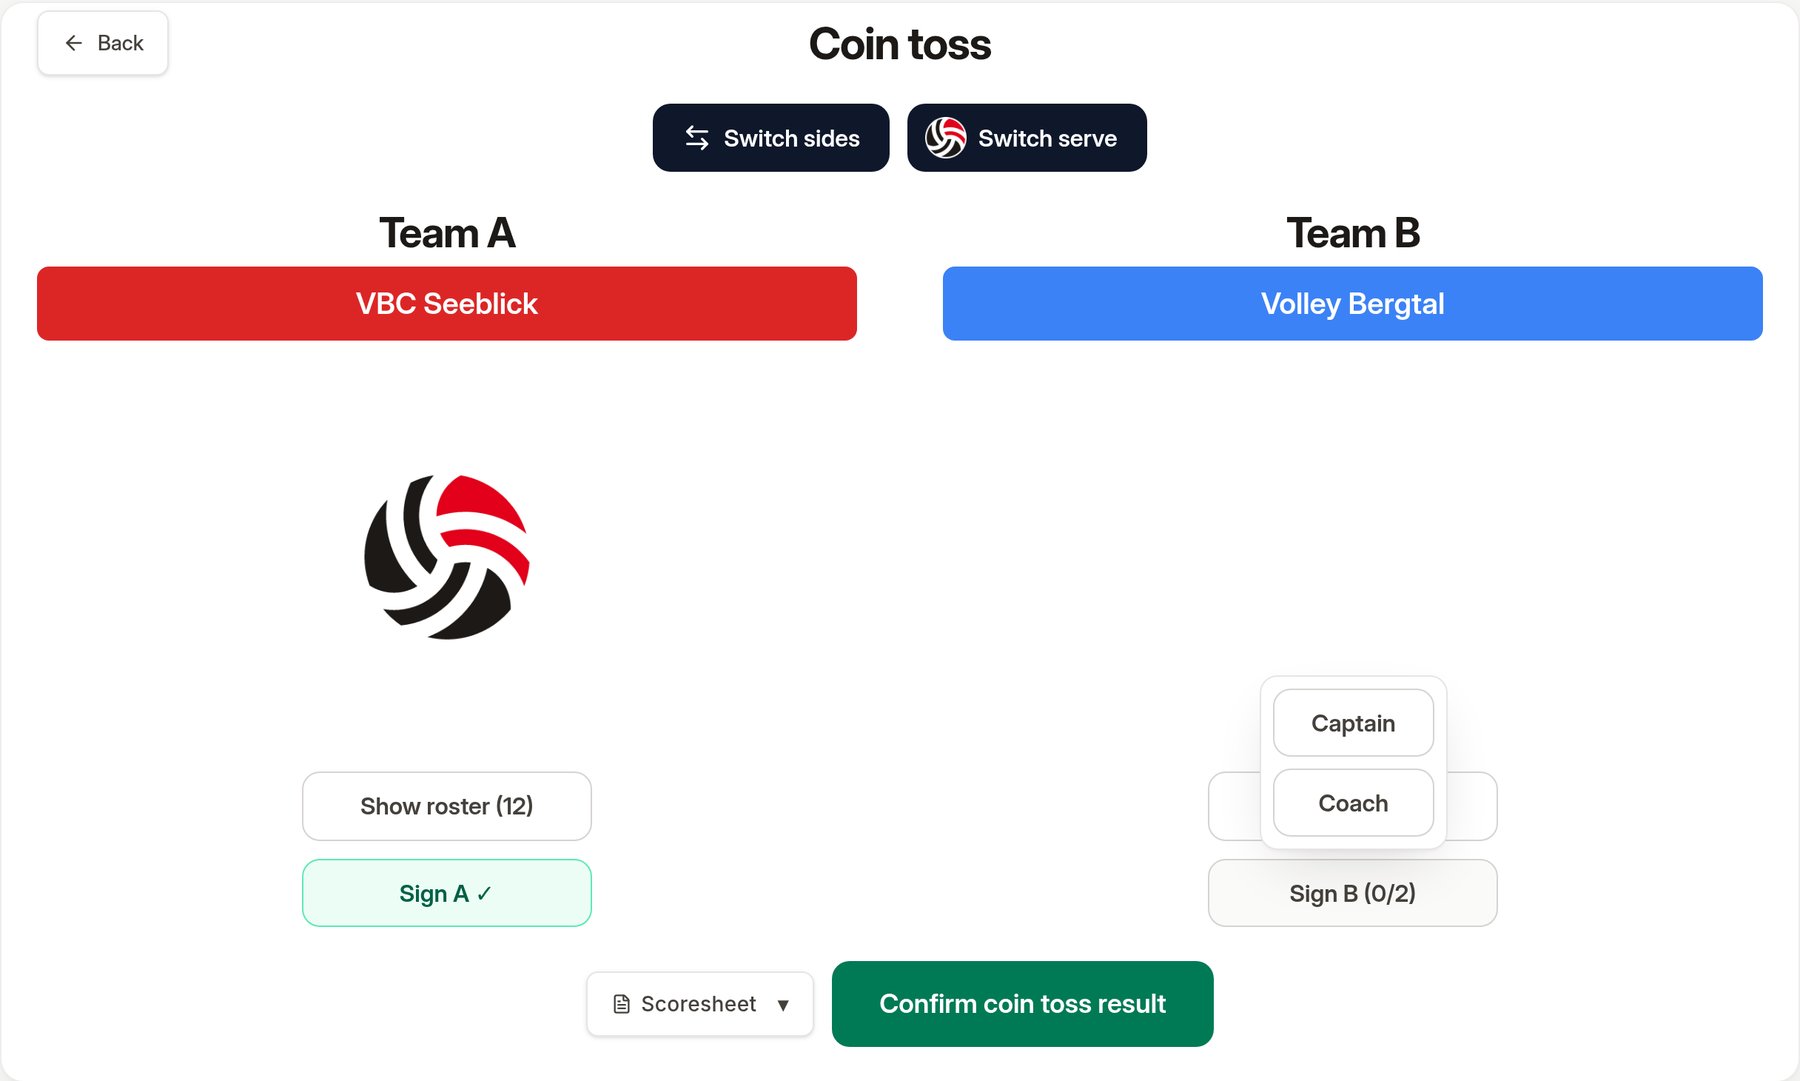 Back
Coin toss
Switch sides
Switch serve
Team A
Team B
VBC Seeblick
Volley Bergtal
Captain
Show roster (12)
Coach
Sign A ✓
Sign B (0/2)
Scoresheet ▼
Confirm coin toss result